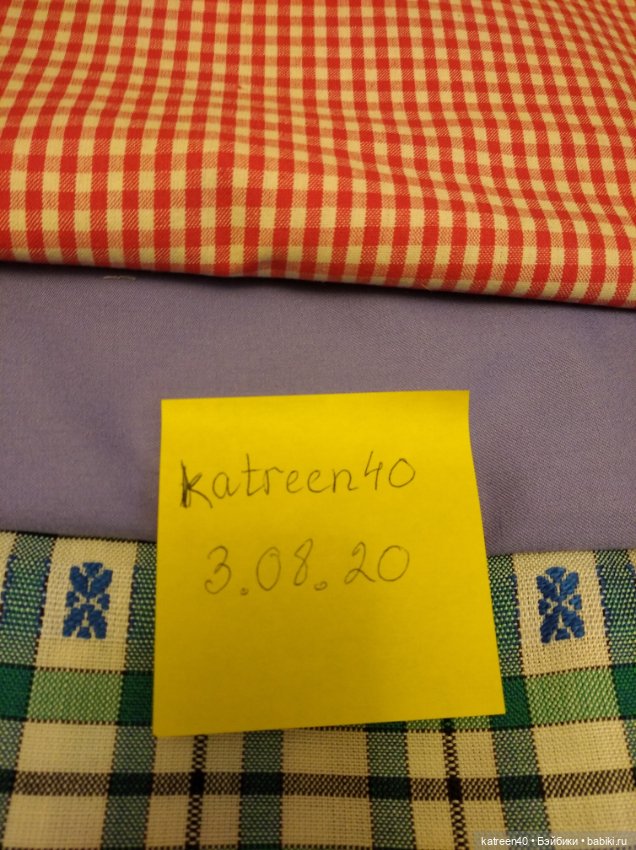 katreen40
3.08.20
katreen40 • Бэйбики • babiki.ru